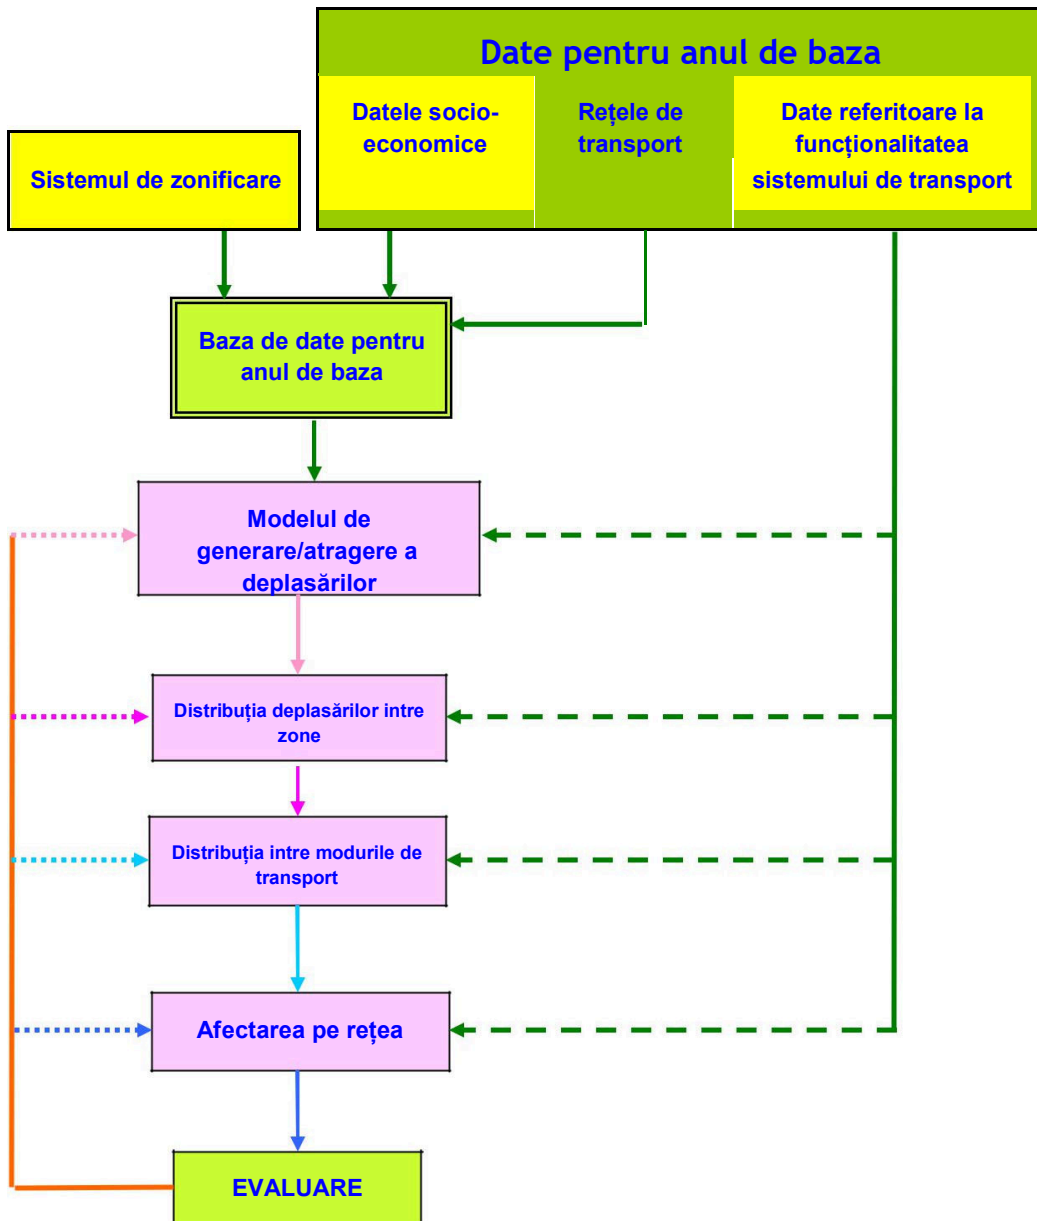 Date pentru anul de baza
Datele socio-
economice
Rețele de
transport
Date referitoare la
funcționalitatea
sistemului de transport
Sistemul de zonificare
Baza de date pentru
anul de baza
Modelul de
generare/atragere a
deplasărilor
Distribuția deplasărilor intre
zone
Distribuția intre modurile de
transport
Afectarea pe rețea
EVALUARE